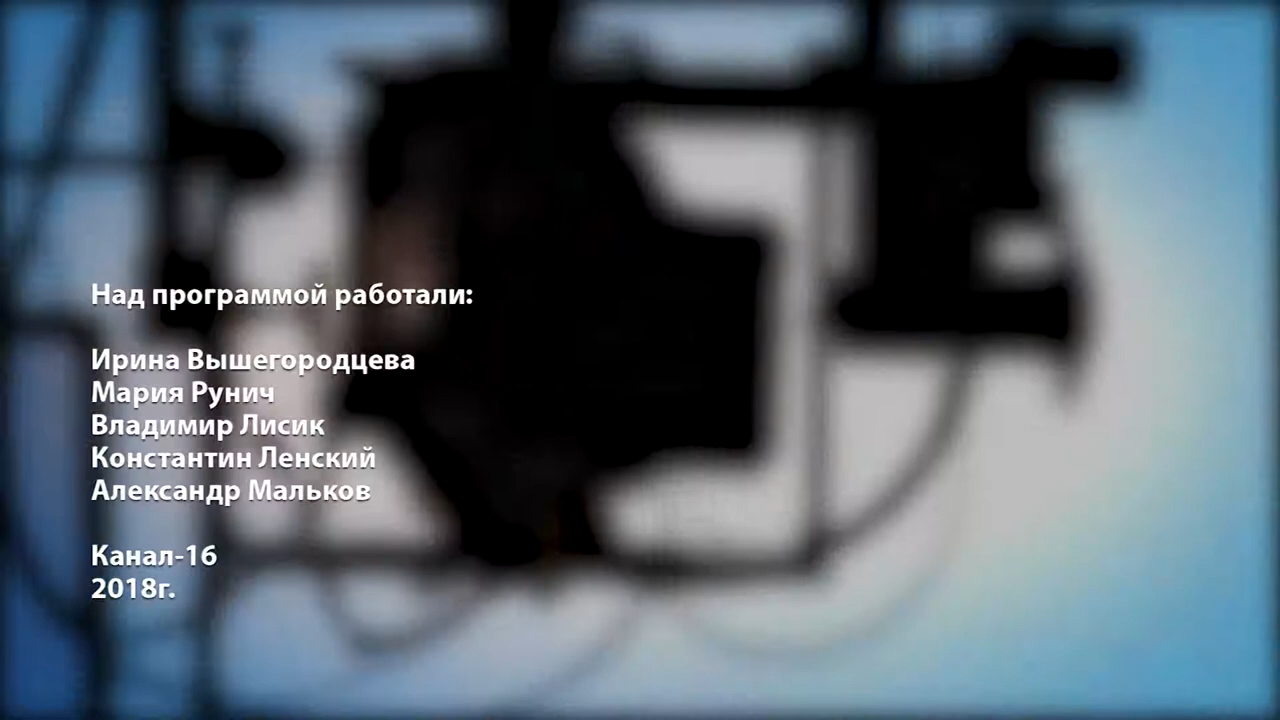 Над программой работали:
Ирина Вышегородцева
Мария Рунич
Владимир Лисик
Константин Ленский
Александр Мальков
Канал-16
2018г.